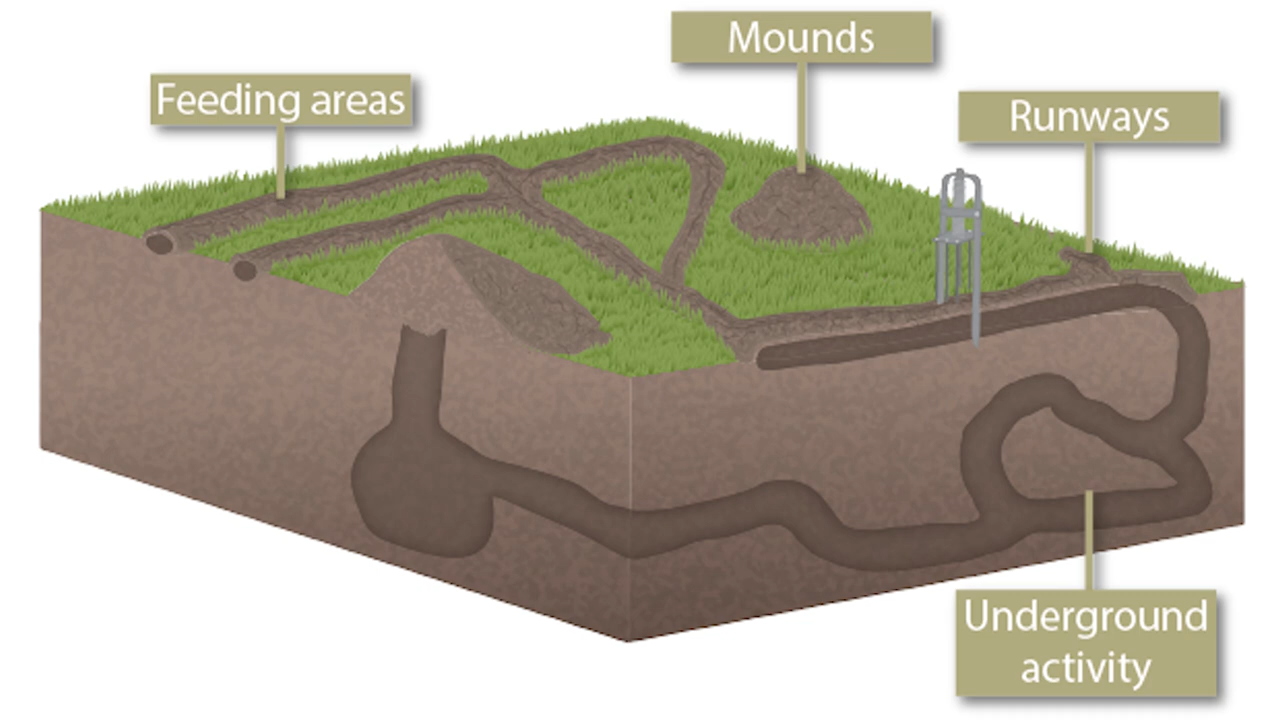 Mounds
Feeding areas
Runways
Underground
activity